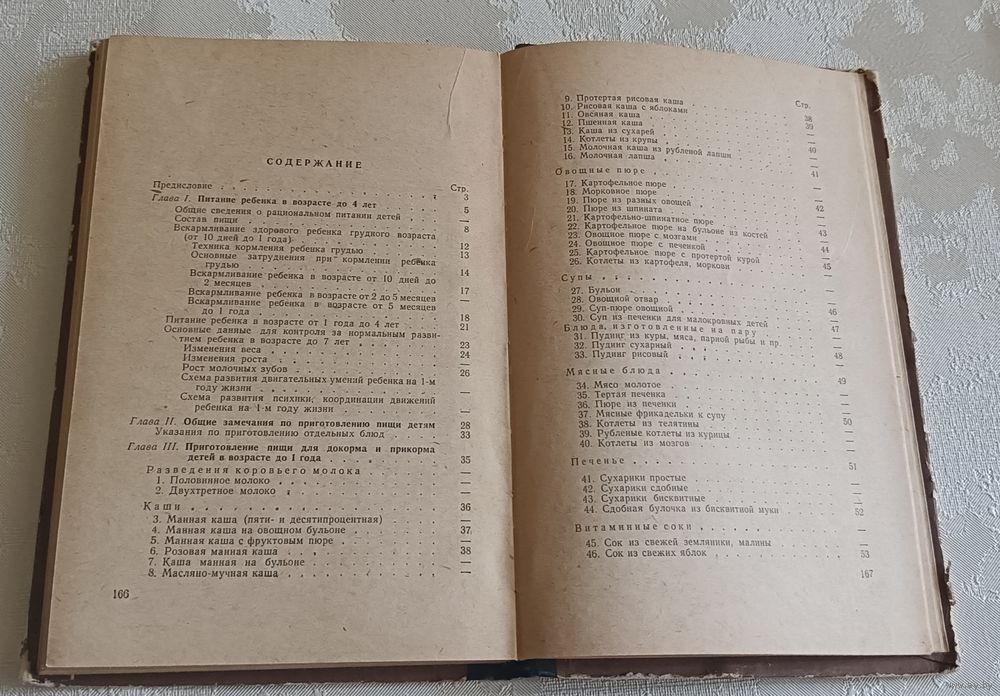 СОДЕРЖАНИЕ
Стр.
Предисловие . . . 3
Глава I. Питание ребенка в возрасте до 4 лет . . . 5
Общие сведения о рациональном питании детей . . . —
Состав пищи . . . 8
Вскармливание здорового ребенка грудного возраста
(от 10 дней до 1 года) . . . 12
Техника кормления ребенка грудью . . . 13
Основные затруднения при кормлении ребенка
грудью . . . 14
Вскармливание ребенка в возрасте от 10 дней до
2 месяцев . . . 17
Вскармливание ребенка в возрасте от 2 до 5 месяцев —
Вскармливание ребенка в возрасте от 5 месяцев
до 1 года . . . 18
Питание ребенка в возрасте от 1 года до 4 лет . . . 21
Основные данные для контроля за нормальным разви-
тием ребенка в возрасте до 7 лет . . . 23
Изменения веса . . . —
Изменения роста . . . 24
Рост молочных зубов . . . 26
Схема развития двигательных умений ребенка на 1-м
году жизни . . . —
Схема развития психики, координации движений
ребенка на 1-м году жизни . . . —
Глава II. Общие замечания по приготовлению пищи детям 28
Указания по приготовлению отдельных блюд . . . 33
Глава III. Приготовление пищи для докорма и прикорма
детей в возрасте до 1 года . . . 35
Разведения коровьего молока —
1. Половинное молоко . . . —
2. Двухтретное молоко . . . —
Каши . . . 36
3. Манная каша (пяти- и десятипроцентная) . . . —
4. Манная каша на овощном бульоне . . . 37
5. Манная каша с фруктовым пюре . . . —
6. Розовая манная каша . . . 38
7. Каша манная на бульоне . . . —
8. Масляно-мучная каша . . . —
166
Стр.
9. Протертая рисовая каша . . . 38
10. Рисовая каша с яблоками . . . 39
11. Овсяная каша . . . —
12. Пшенная каша . . . —
13. Каша из сухарей . . . 40
14. Котлеты из крупы . . . —
15. Молочная каша из рубленой лапши . . . —
16. Молочная лапша . . . 41
Овощные пюре . . . —
17. Картофельное пюре . . . —
18. Морковное пюре . . . —
19. Пюре из разных овощей . . . 42
20. Пюре из шпината . . . —
21. Картофельно-шпинатное пюре . . . —
22. Картофельное пюре на бульоне из костей . . . 43
23. Овощное пюре с мозгами . . . —
24. Овощное пюре с печенкой . . . 44
25. Картофельное пюре с протертой курой . . . —
26. Котлеты из картофеля, моркови . . . 45
Супы . . . —
27. Бульон . . . —
28. Овощной отвар . . . —
29. Суп-пюре овощной . . . 46
30. Суп из печенки для малокровных детей . . . —
Блюда, изготовленные на пару . . . 47
31. Пудинг из куры, мяса, парной рыбы и пр. —
32. Пудинг сухарный . . . —
33. Пудинг рисовый . . . 48
Мясные блюда . . . —
34. Мясо молотое . . . 49
35. Тертая печенка . . . —
36. Пюре из печенки . . . —
37. Мясные фрикадельки к супу . . . —
38. Котлеты из телятины . . . 50
39. Рубленые котлеты из курицы . . . —
40. Котлеты из мозгов . . . —
Печенье . . . 51
41. Сухарики простые . . . —
42. Сухарики сдобные . . . —
43. Сухарики бисквитные . . . —
44. Сдобная булочка из бисквитной муки . . . 52
Витаминные соки . . . —
45. Сок из свежей земляники, малины . . . —
46. Сок из свежих яблок . . . 53
167